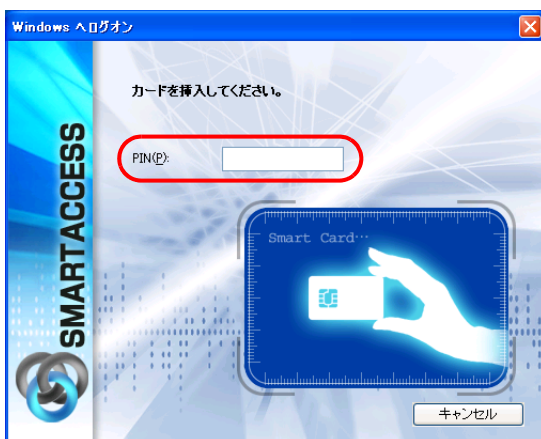 Windows へログオン
カードを挿入してください。
PIN(P):
Smart Card…
SMARTACCESS
キャンセル